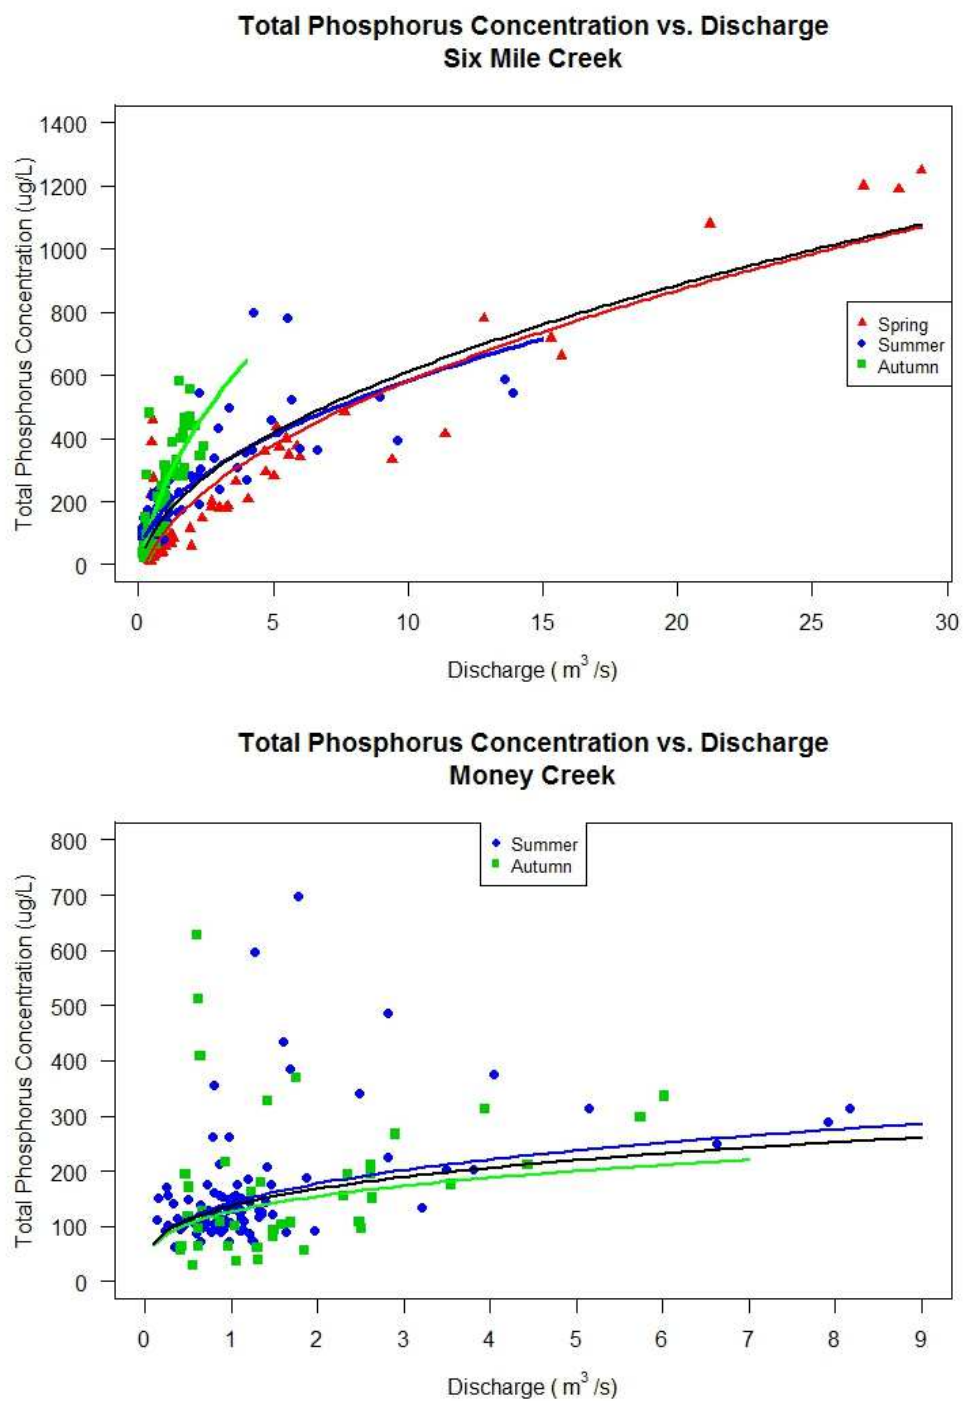 Total Phosphorus Concentration vs. Discharge
Six Mile Creek
Total Phosphorus Concentration (ug/L)
1400
1200
1000
800
600
400
200
0
Spring
Summer
Autumn
0 5 10 15 20 25 30
Discharge ( m³ /s)
Total Phosphorus Concentration vs. Discharge
Money Creek
Total Phosphorus Concentration (ug/L)
800
700
600
500
400
300
200
100
0
Summer
Autumn
0 1 2 3 4 5 6 7 8 9
Discharge ( m³ /s)